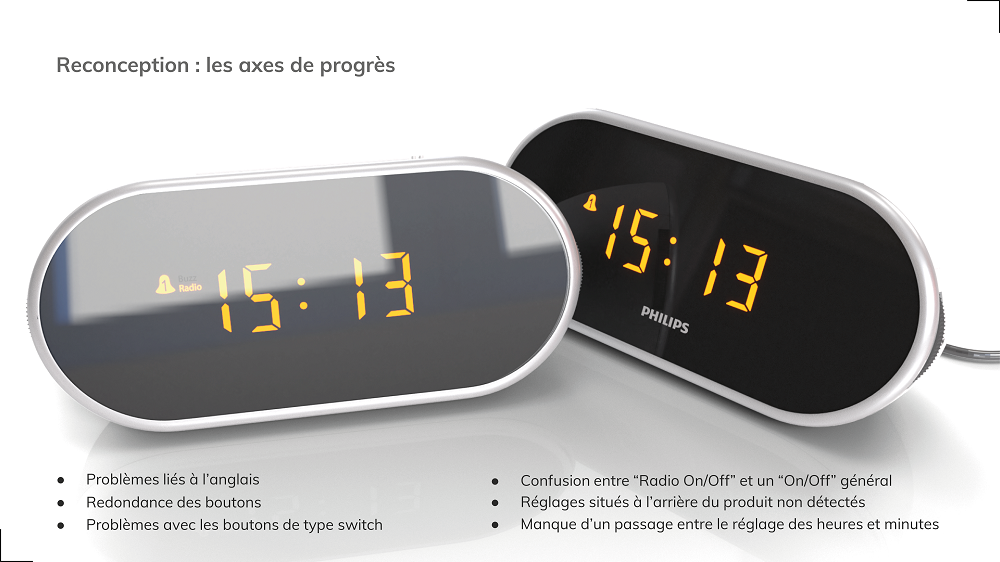 Reconception : les axes de progrès
1 Buzz
Radio
15:13
1
15:13
PHILIPS
● Problèmes liés à l’anglais
● Redondance des boutons
● Problèmes avec les boutons de type switch
● Confusion entre “Radio On/Off” et un “On/Off” général
● Réglages situés à l’arrière du produit non détectés
● Manque d’un passage entre le réglage des heures et minutes